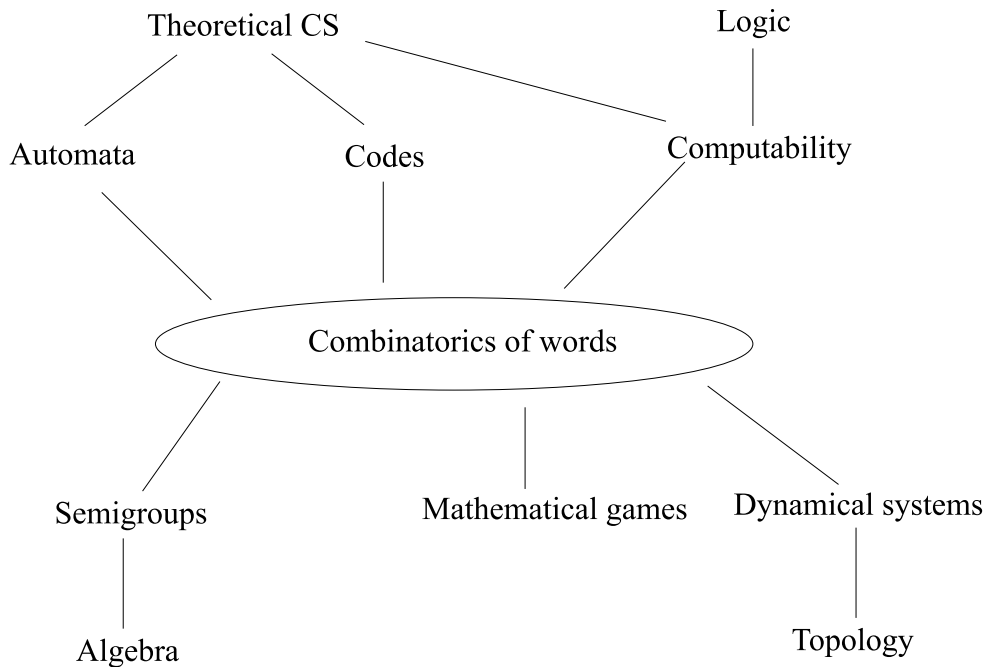 Theoretical CS
Logic
Automata
Codes
Computability
Combinatorics of words
Semigroups
Mathematical games
Dynamical systems
Algebra
Topology